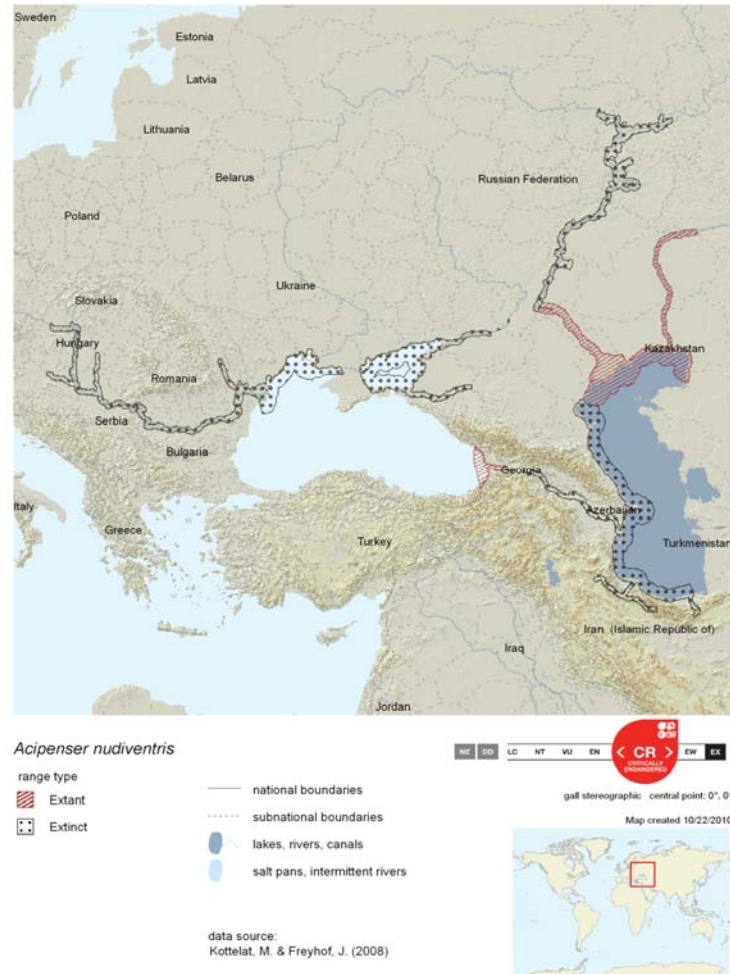 Sweden
Estonia
Latvia
Lithuania
Belarus
Russian Federation
Poland
Ukraine
Slovakia
Hungary
Kazakhstan
Romania
Serbia
Bulgaria
Georgia
Italy
Azerbaijan
Greece
Turkey
Turkmenistan
Iran (Islamic Republic of)
Iraq
Jordan
Acipenser nudiventris
NE DD LC NT VU EN < CR > EW EX
CRITICALLY
ENDANGERED
range type
Extant
Extinct
national boundaries
subnational boundaries
lakes, rivers, canals
salt pans, intermittent rivers
gall stereographic central point: 0°, 0°
Map created 10/22/2010
data source:
Kottelat, M. & Freyhof, J. (2008)